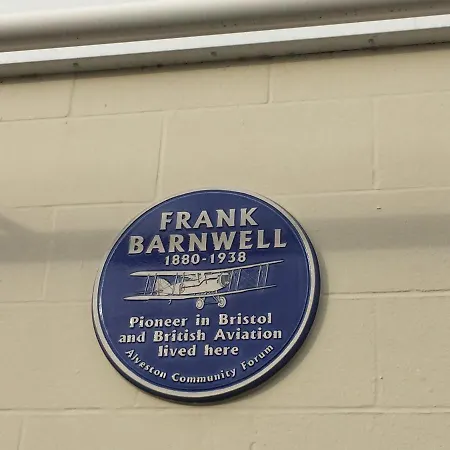 FRANK
BARNWELL
1880-1938
Pioneer in Bristol
and British Aviation
lived here
Alveston Community Forum